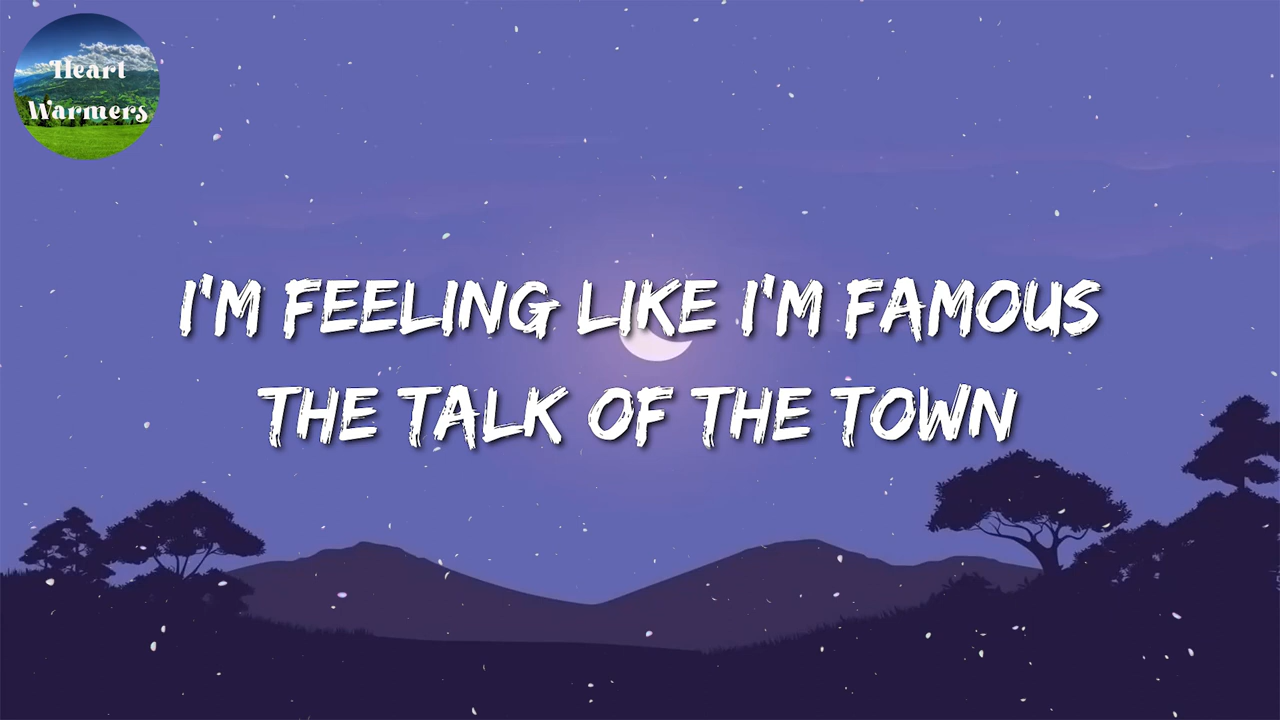 Heart
Warmers
I'M FEELING LIKE I'M FAMOUS
THE TALK OF THE TOWN